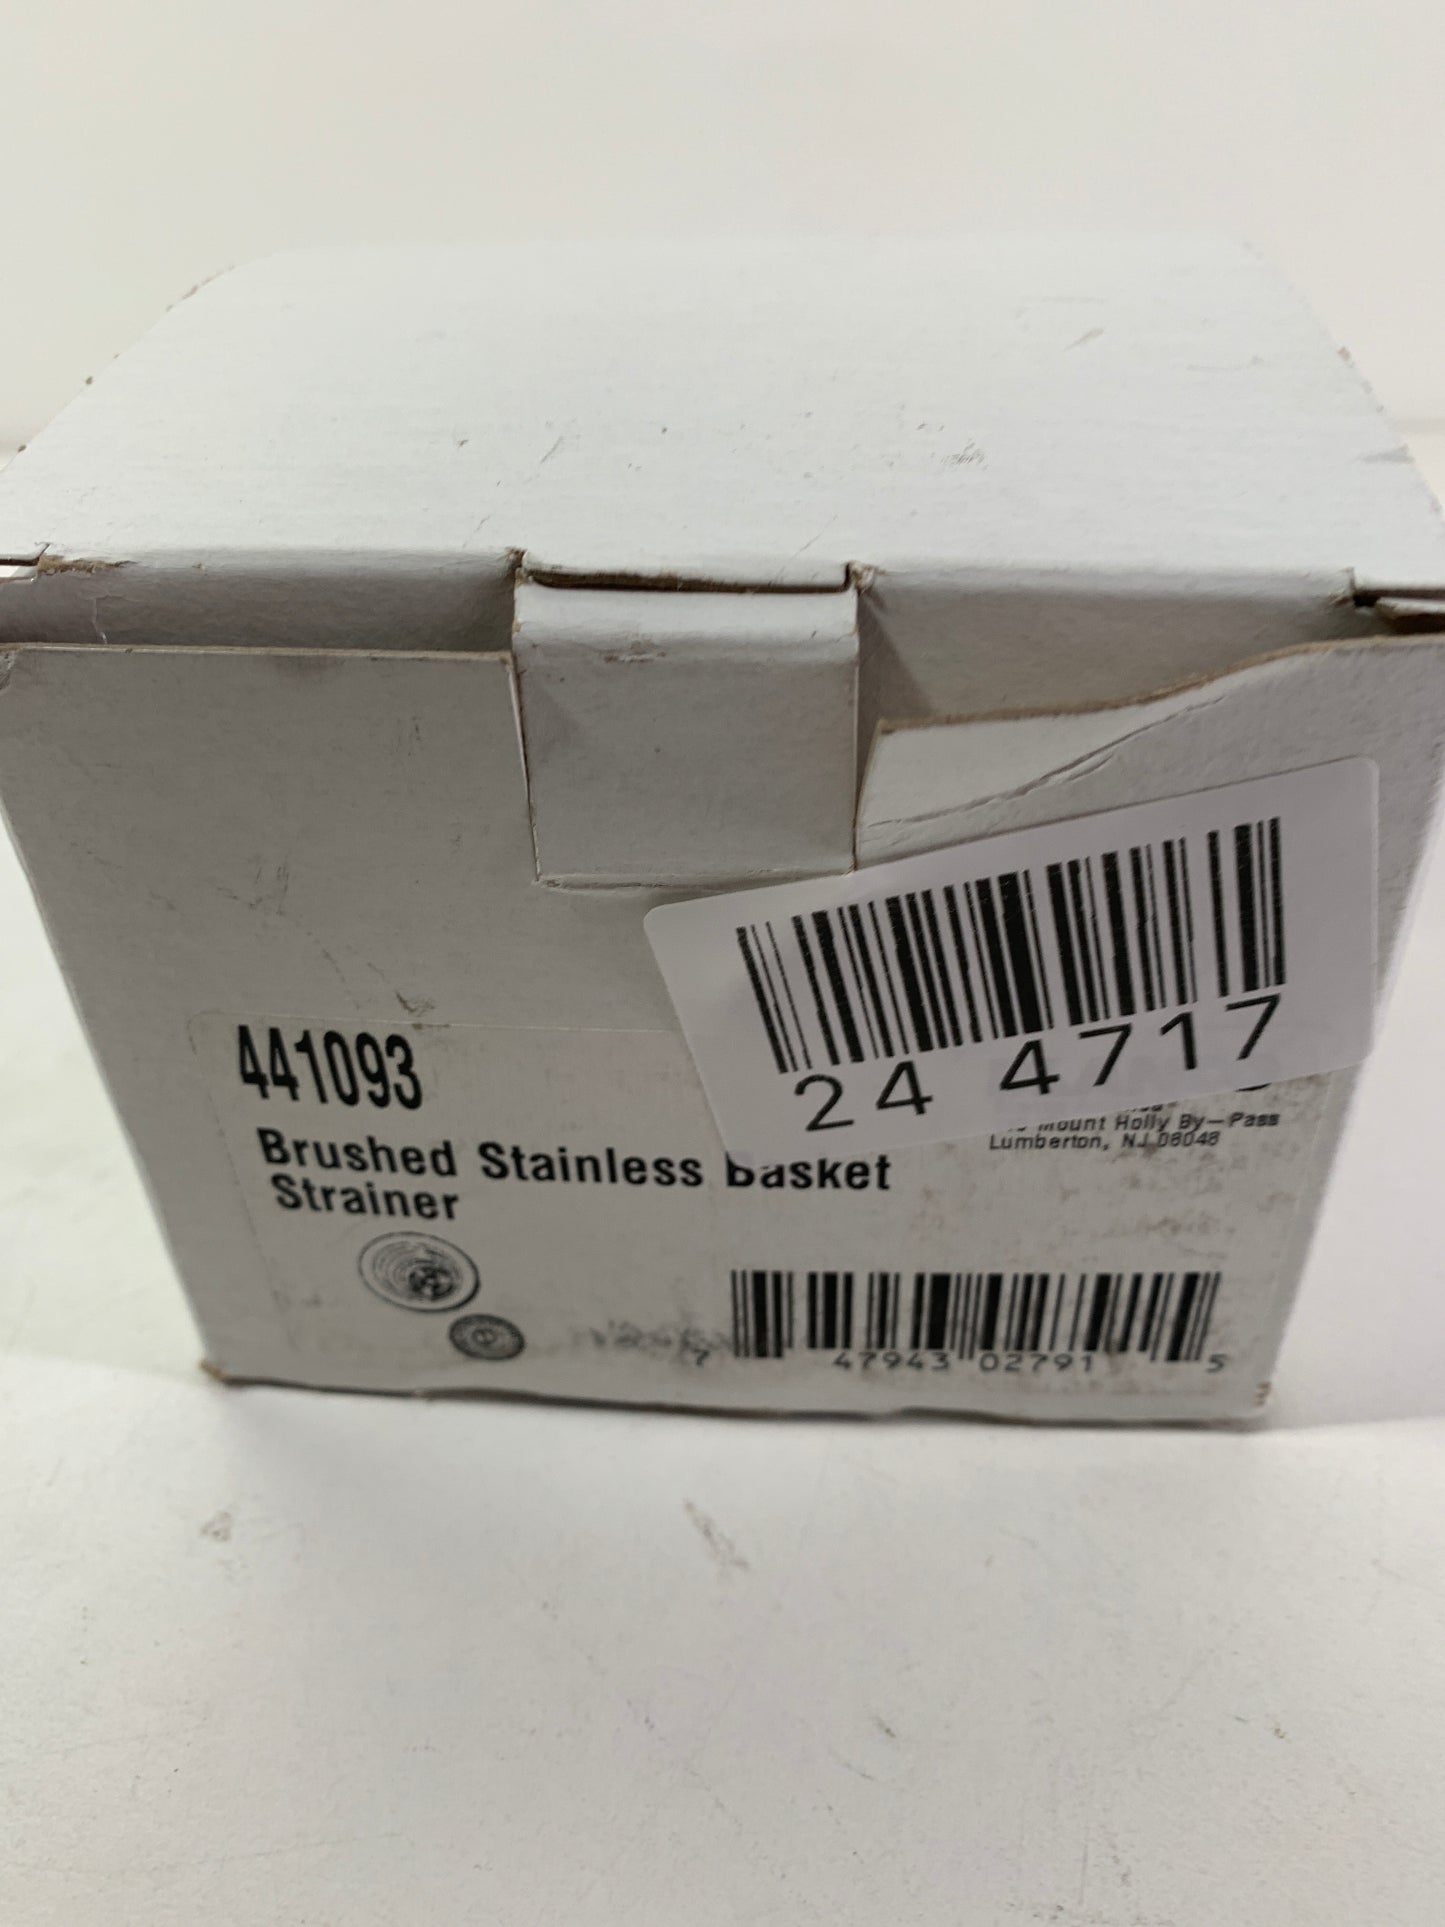 24 4717
441093
Mount Holly By-Pass
Lumberton, NJ 08048
Brushed Stainless Basket
Strainer
7 47943 02791 5